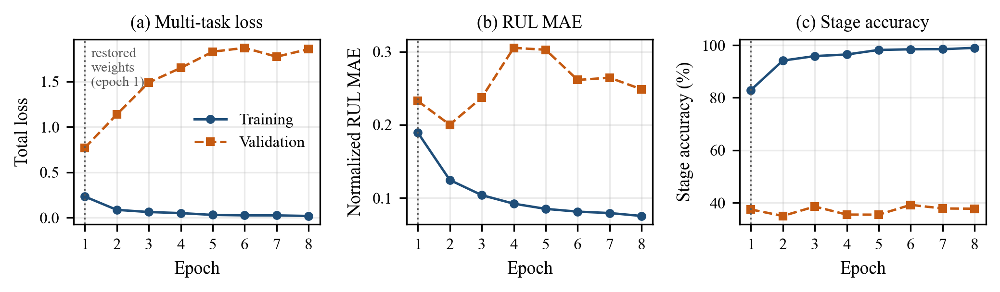 (a) Multi-task loss
restored
weights
(epoch 1)
Training
Validation
Total loss
1.5
1.0
0.5
0.0
1 2 3 4 5 6 7 8
Epoch
(b) RUL MAE
Normalized RUL MAE
0.3
0.2
0.1
1 2 3 4 5 6 7 8
Epoch
(c) Stage accuracy
Stage accuracy (%)
100
80
60
40
1 2 3 4 5 6 7 8
Epoch